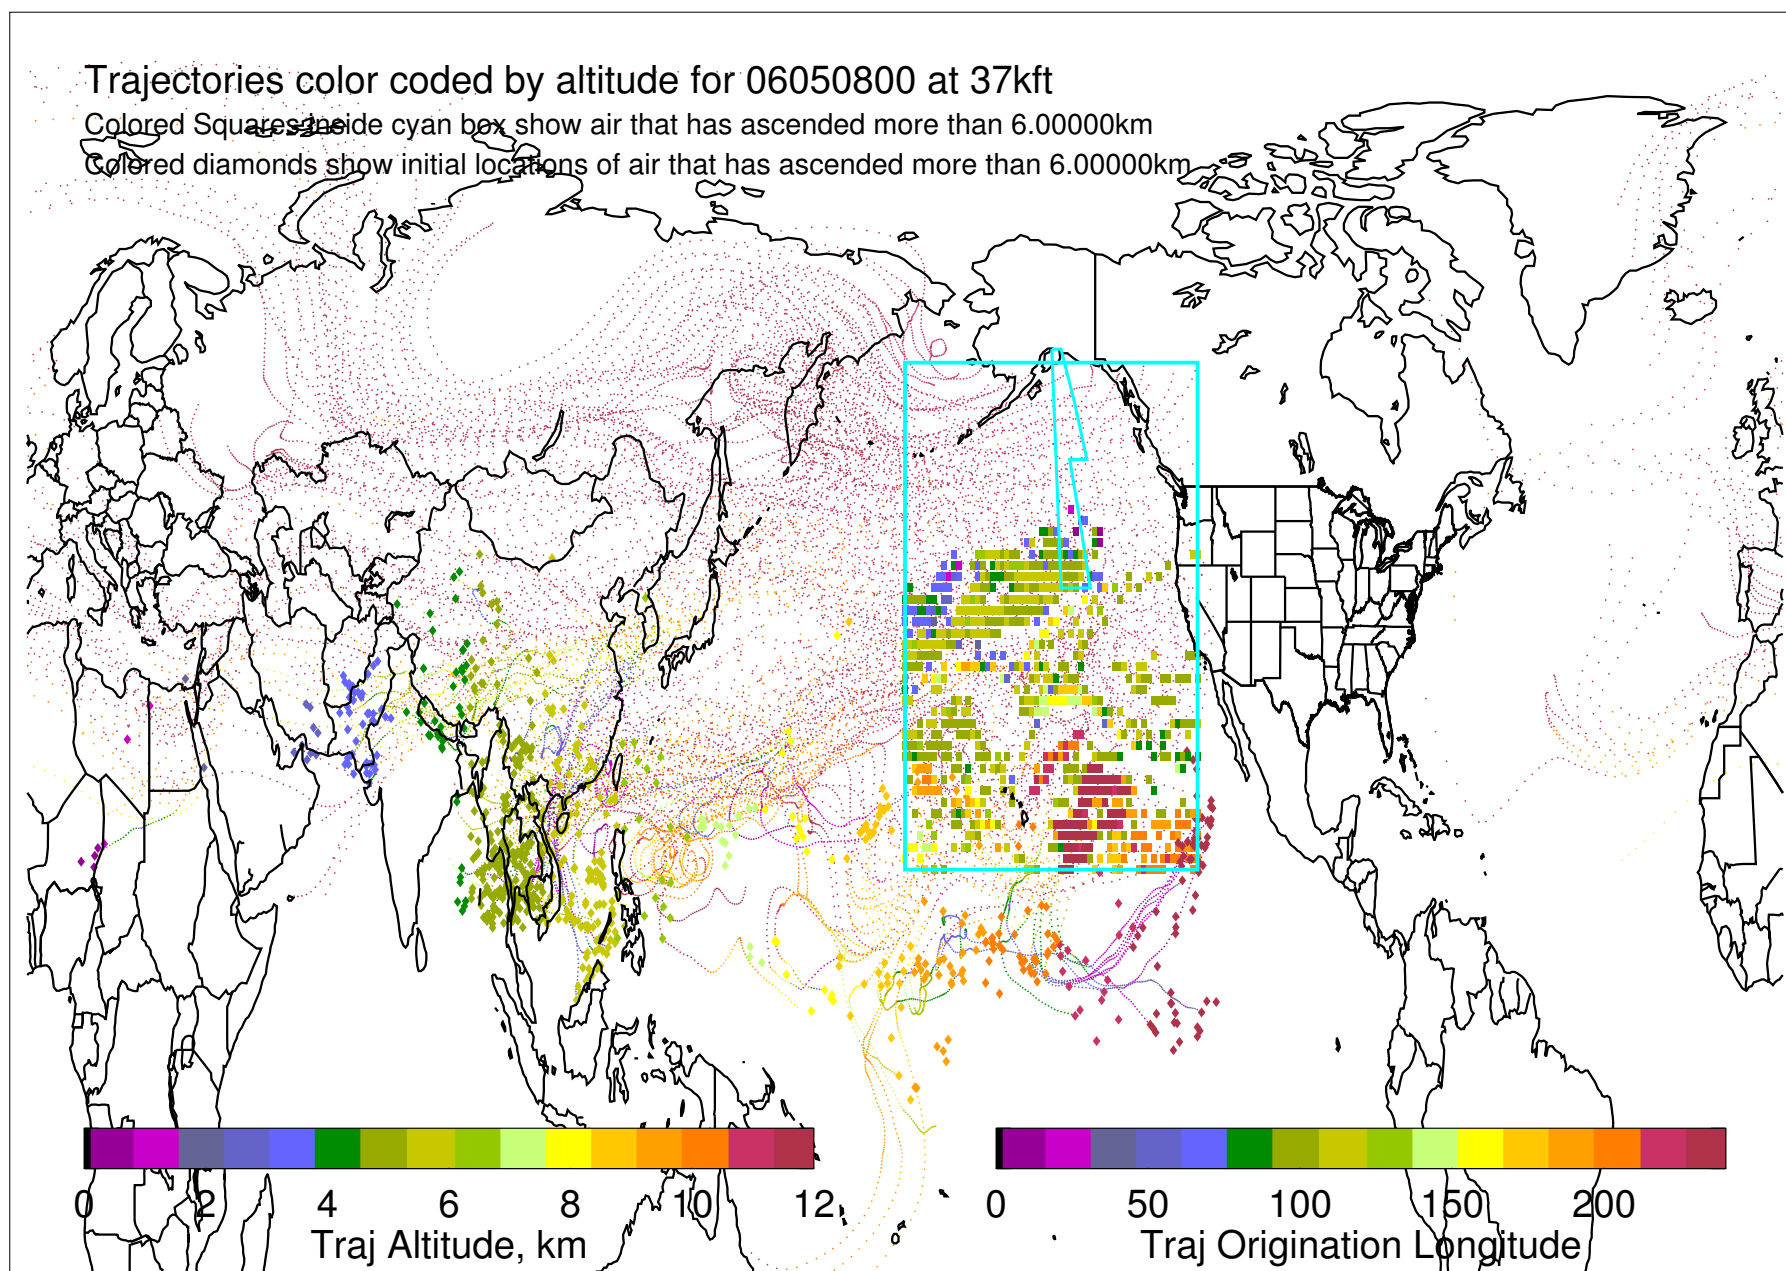 Trajectories color coded by altitude for 06050800 at 37kft
Colored Squares inside cyan box show air that has ascended more than 6.00000km
Colored diamonds show initial locations of air that has ascended more than 6.00000km
0 2 4 6 8 10 12
Traj Altitude, km
0 50 100 150 200
Traj Origination Longitude